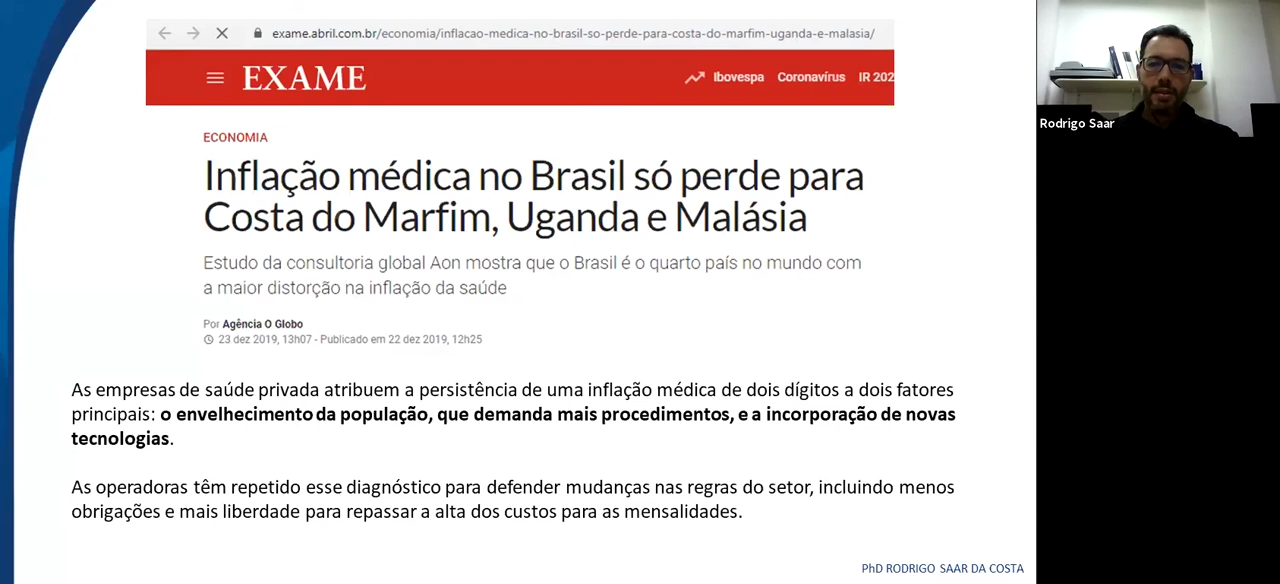 exame.abril.com.br/economia/inflacao-medica-no-brasil-so-perde-para-costa-do-marfim-uganda-e-malasia/
EXAME
Ibovespa Coronavírus IR 202
ECONOMIA
Inflação médica no Brasil só perde para
Costa do Marfim, Uganda e Malásia
Estudo da consultoria global Aon mostra que o Brasil é o quarto país no mundo com
a maior distorção na inflação da saúde
Por Agência O Globo
23 dez 2019, 13h07 - Publicado em 22 dez 2019, 12h25
As empresas de saúde privada atribuem a persistência de uma inflação médica de dois dígitos a dois fatores
principais: o envelhecimento da população, que demanda mais procedimentos, e a incorporação de novas
tecnologias.
As operadoras têm repetido esse diagnóstico para defender mudanças nas regras do setor, incluindo menos
obrigações e mais liberdade para repassar a alta dos custos para as mensalidades.
PhD RODRIGO SAAR DA COSTA
Rodrigo Saar